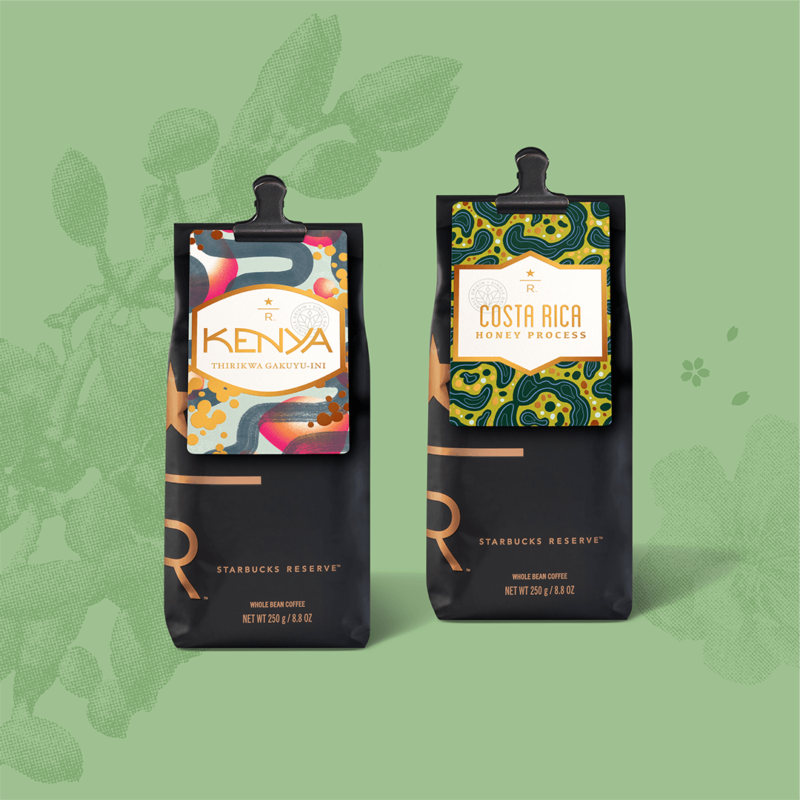 R.
KENYA
THIRIKWA GAKUYU-INI
R
STARBUCKS RESERVE™
WHOLE BEAN COFFEE
NET WT 250 g / 8.8 OZ
R.
COSTA RICA
HONEY PROCESS
R
STARBUCKS RESERVE™
WHOLE BEAN COFFEE
NET WT 250 g / 8.8 OZ